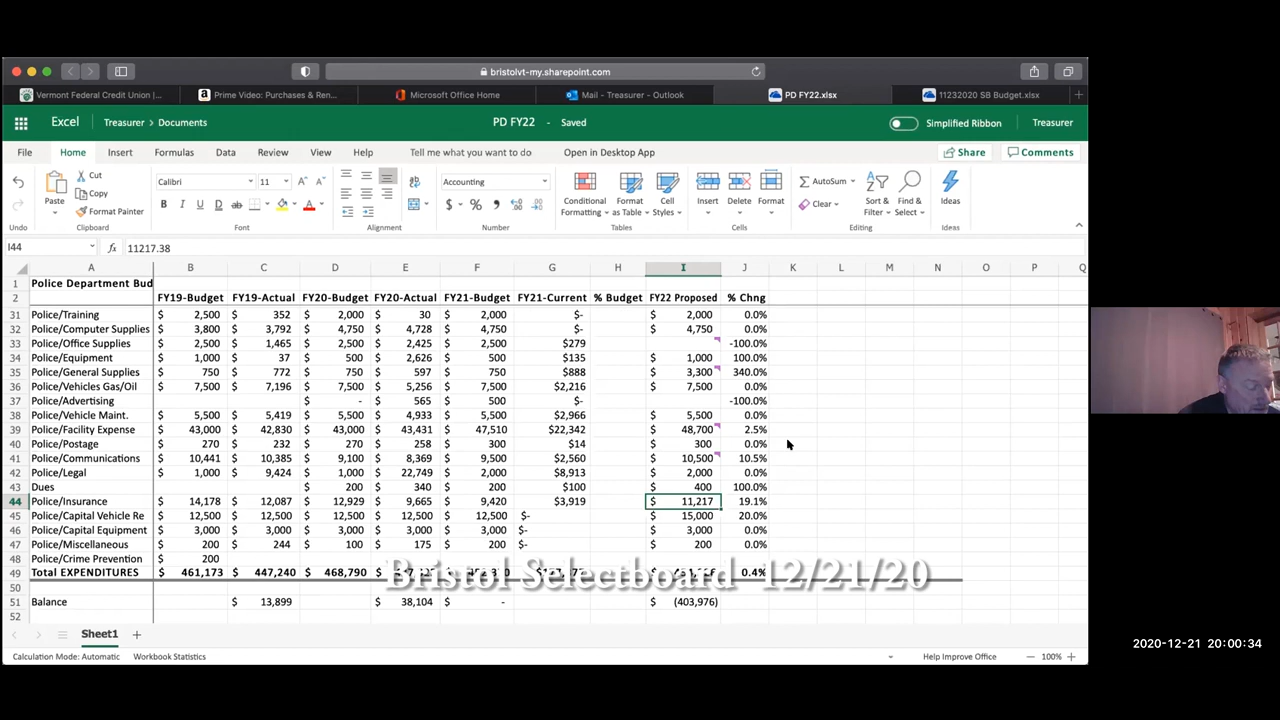 bristolvt-my.sharepoint.com
Vermont Federal Credit Union |... Prime Video: Purchases & Ren... Microsoft Office Home Mail - Treasurer - Outlook PD FY22.xlsx 11232020 SB Budget.xlsx +
Excel Treasurer > Documents PD FY22 - Saved Simplified Ribbon Treasurer
File Home Insert Formulas Data Review View Help Tell me what you want to do Open in Desktop App Share Comments
Paste Cut Copy Format Painter Calibri 11 Accounting Conditional Formatting Format as Table Cell Styles Insert Delete Format AutoSum Clear Sort & Filter Find & Select Ideas
Undo Clipboard Font Alignment Number Tables Cells Editing Ideas
I44 fx 11217.38
A B C D E F G H I J K L M N O P Q
1 Police Department Bud
2 FY19-Budget FY19-Actual FY20-Budget FY20-Actual FY21-Budget FY21-Current % Budget FY22 Proposed % Chng
31 Police/Training $ 2,500 $ 352 $ 2,000 $ 30 $ 2,000 $- $ 2,000 0.0%
32 Police/Computer Supplies $ 3,800 $ 3,792 $ 4,750 $ 4,728 $ 4,750 $- $ 4,750 0.0%
33 Police/Office Supplies $ 2,500 $ 1,465 $ 2,500 $ 2,425 $ 2,500 $279 -100.0%
34 Police/Equipment $ 1,000 $ 37 $ 500 $ 2,626 $ 500 $135 $ 1,000 100.0%
35 Police/General Supplies $ 750 $ 772 $ 750 $ 597 $ 750 $888 $ 3,300 340.0%
36 Police/Vehicles Gas/Oil $ 7,500 $ 7,196 $ 7,500 $ 5,256 $ 7,500 $2,216 $ 7,500 0.0%
37 Police/Advertising $ - $ 565 $ 500 $- -100.0%
38 Police/Vehicle Maint. $ 5,500 $ 5,419 $ 5,500 $ 4,933 $ 5,500 $2,966 $ 5,500 0.0%
39 Police/Facility Expense $ 43,000 $ 42,830 $ 43,000 $ 43,431 $ 47,510 $22,342 $ 48,700 2.5%
40 Police/Postage $ 270 $ 232 $ 270 $ 258 $ 300 $14 $ 300 0.0%
41 Police/Communications $ 10,441 $ 10,385 $ 9,100 $ 8,369 $ 9,500 $2,560 $ 10,500 10.5%
42 Police/Legal $ 1,000 $ 9,424 $ 1,000 $ 22,749 $ 2,000 $8,913 $ 2,000 0.0%
43 Dues $ 200 $ 340 $ 200 $100 $ 400 100.0%
44 Police/Insurance $ 14,178 $ 12,087 $ 12,929 $ 9,665 $ 9,420 $3,919 $ 11,217 19.1%
45 Police/Capital Vehicle Re $ 12,500 $ 12,500 $ 12,500 $ 12,500 $ 12,500 $- $ 15,000 20.0%
46 Police/Capital Equipment $ 3,000 $ 3,000 $ 3,000 $ 3,000 $ 3,000 $- $ 3,000 0.0%
47 Police/Miscellaneous $ 200 $ 244 $ 100 $ 175 $ 200 $- $ 200 0.0%
48 Police/Crime Prevention $ 200
49 Total EXPENDITURES $ 461,173 $ 447,240 $ 468,790 0.4%
Bristol Selectboard 12/21/20
50
51 Balance $ 13,899 $ 38,104 $ - $ (403,976)
52
Sheet1 +
Calculation Mode: Automatic Workbook Statistics Help Improve Office 100%
2020-12-21 20:00:34